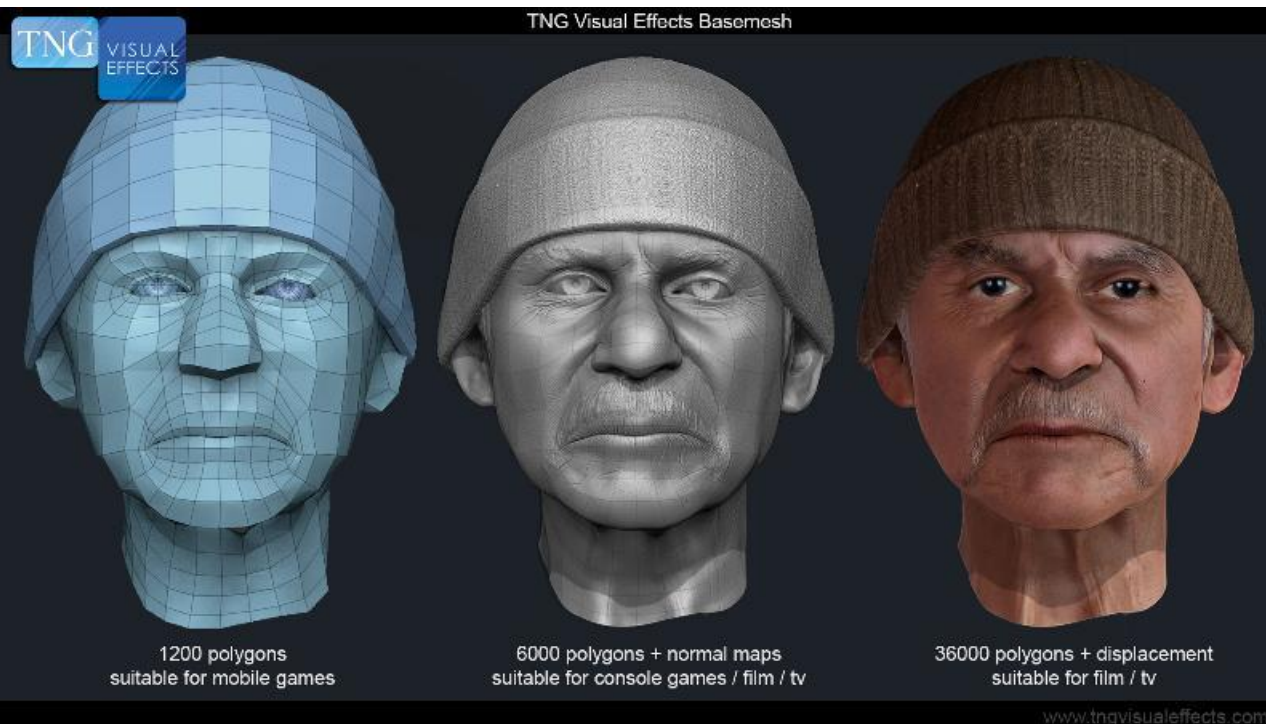 TNG Visual Effects Basemesh
TNG
VISUAL
EFFECTS
1200 polygons
suitable for mobile games
6000 polygons + normal maps
suitable for console games / film / tv
36000 polygons + displacement
suitable for film / tv
www.tngvisualeffects.com